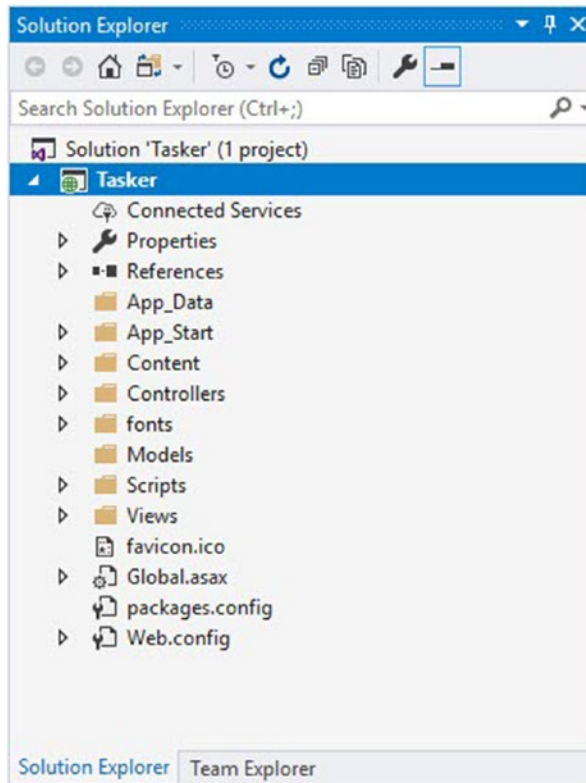 Solution Explorer
Search Solution Explorer (Ctrl+;)
Solution 'Tasker' (1 project)
Tasker
Connected Services
Properties
References
App_Data
App_Start
Content
Controllers
fonts
Models
Scripts
Views
favicon.ico
Global.asax
packages.config
Web.config
Solution Explorer Team Explorer